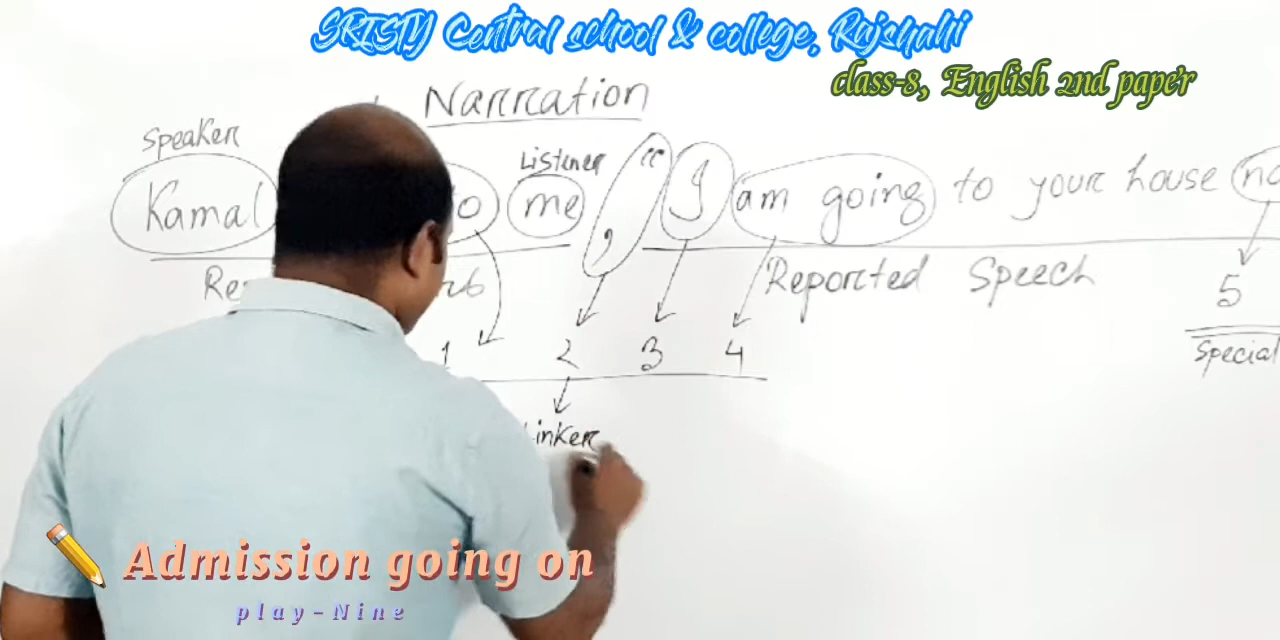 SRISTY Central school & college, Rajshahi
class-8, English 2nd paper
Narration
Speaker
Listener
Kamal me , “ I am going to your house
Reported Speech
5
1 2 3 4
Special
Linker
Admission going on
play-Nine